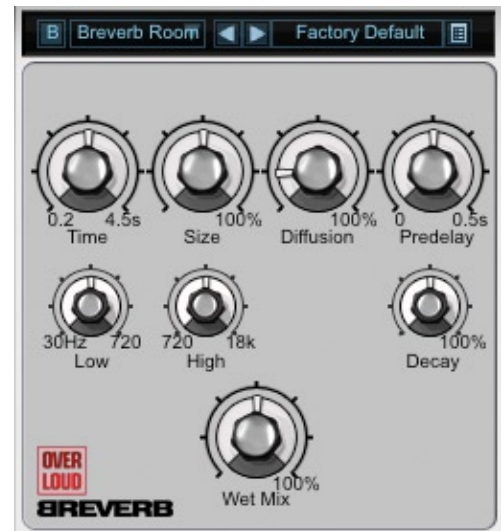 B Breverb Room Factory Default
0.2 4.5s 100% 100% 0 0.5s
Time Size Diffusion Predelay
30Hz 720 720 18k 100%
Low High Decay
100%
Wet Mix
OVER
LOUD
BREVERB